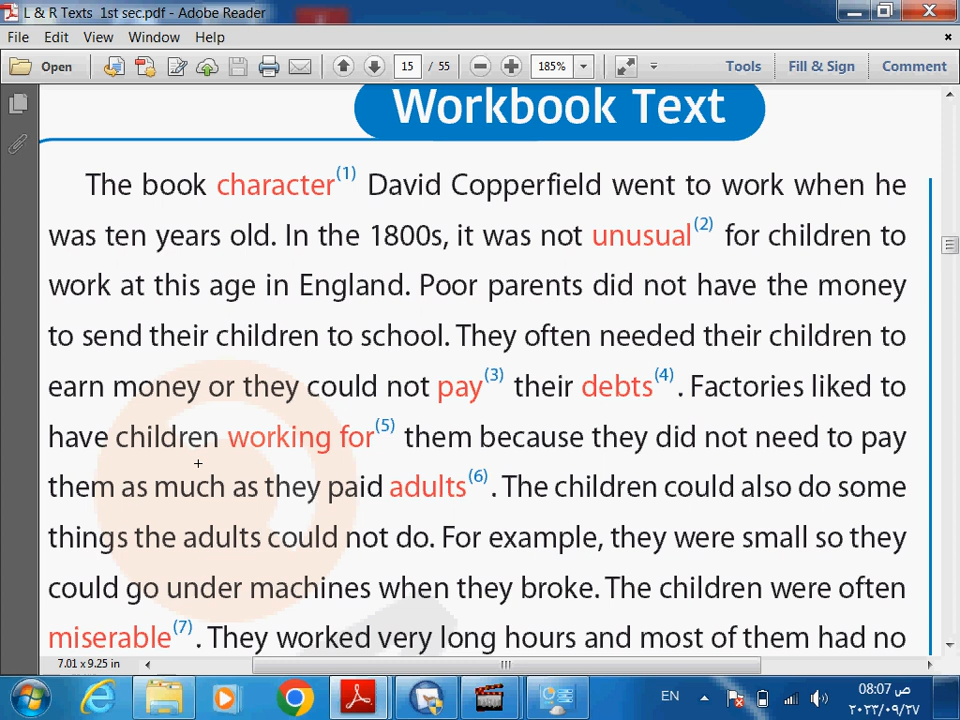 L & R Texts 1st sec.pdf - Adobe Reader
File Edit View Window Help
Open 15 / 55 185% Tools Fill & Sign Comment
Workbook Text
The book character(1) David Copperfield went to work when he
was ten years old. In the 1800s, it was not unusual(2) for children to
work at this age in England. Poor parents did not have the money
to send their children to school. They often needed their children to
earn money or they could not pay(3) their debts(4). Factories liked to
have children working for(5) them because they did not need to pay
them as much as they paid adults(6). The children could also do some
things the adults could not do. For example, they were small so they
could go under machines when they broke. The children were often
miserable(7). They worked very long hours and most of them had no
7.01 x 9.25 in
EN 08:07 ص
٢٠٢٣/٠٩/٢٧